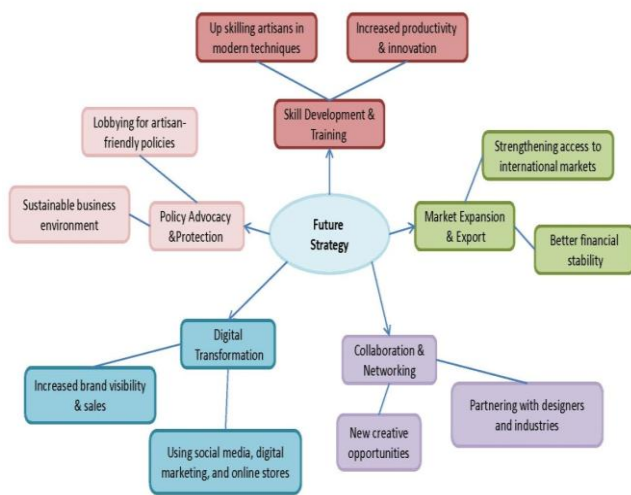 Up skilling artisans in
modern techniques
Increased productivity
& innovation
Skill Development &
Training
Lobbying for artisan-
friendly policies
Sustainable business
environment
Policy Advocacy
&Protection
Future
Strategy
Market Expansion
& Export
Strengthening access to
international markets
Better financial
stability
Digital
Transformation
Increased brand visibility
& sales
Using social media, digital
marketing, and online stores
Collaboration &
Networking
New creative
opportunities
Partnering with designers
and industries